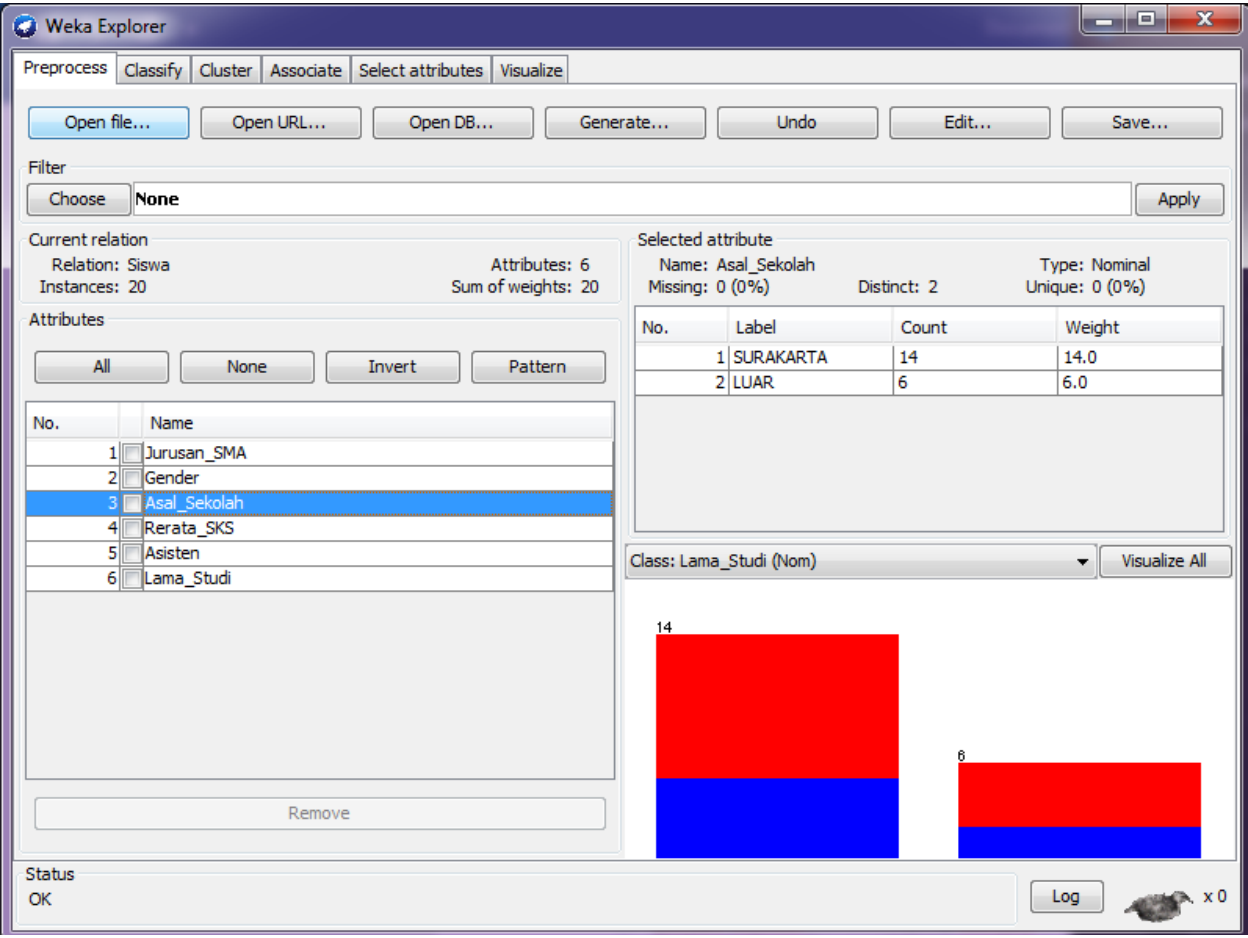 Weka Explorer
Preprocess Classify Cluster Associate Select attributes Visualize
Open file... Open URL... Open DB... Generate... Undo Edit... Save...
Filter
Choose None Apply
Current relation
Relation: Siswa Attributes: 6
Instances: 20 Sum of weights: 20
Attributes
All None Invert Pattern
No. Name
1 Jurusan_SMA
2 Gender
3 Asal_Sekolah
4 Rerata_SKS
5 Asisten
6 Lama_Studi
Remove
Selected attribute
Name: Asal_Sekolah Type: Nominal
Missing: 0 (0%) Distinct: 2 Unique: 0 (0%)
No. Label Count Weight
1 SURAKARTA 14 14.0
2 LUAR 6 6.0
Class: Lama_Studi (Nom) Visualize All
14
6
Status
OK
Log x 0